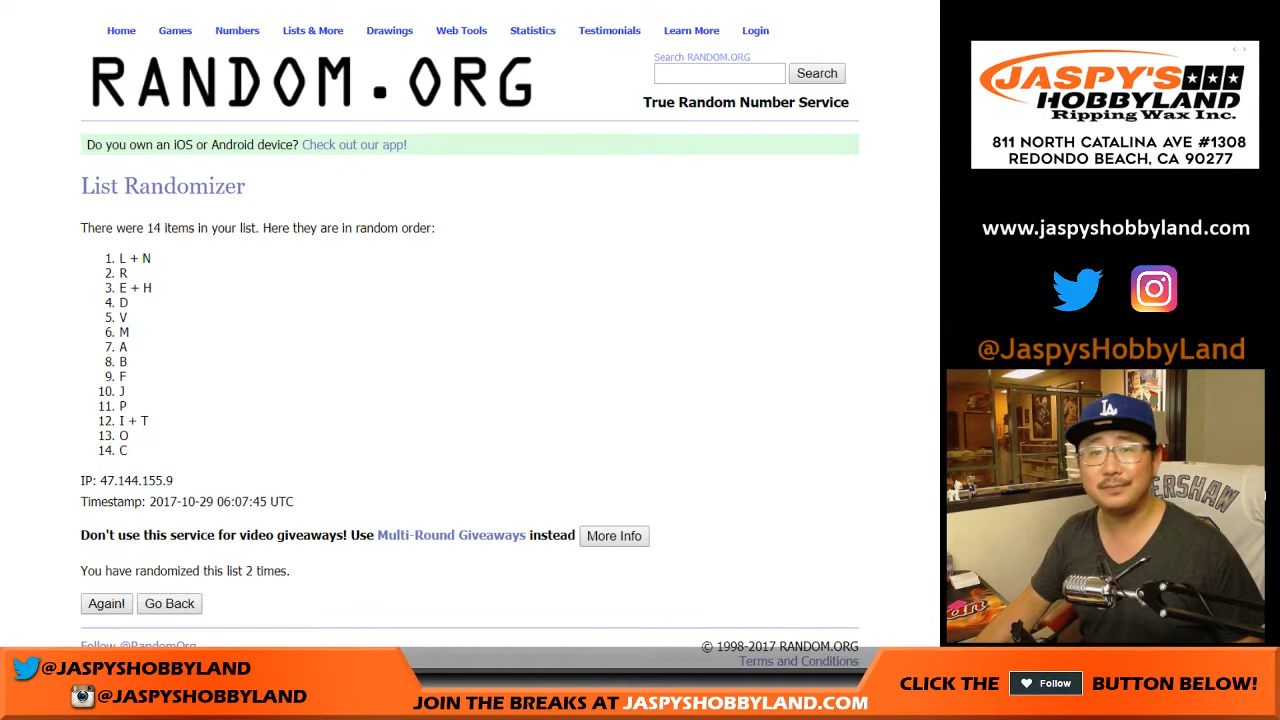 Home Games Numbers Lists & More Drawings Web Tools Statistics Testimonials Learn More Login
RANDOM.ORG
Search RANDOM.ORG
Search
True Random Number Service
Do you own an iOS or Android device? Check out our app!
List Randomizer
There were 14 items in your list. Here they are in random order:
1. L + N
2. R
3. E + H
4. D
5. V
6. M
7. A
8. B
9. F
10. J
11. P
12. I + T
13. O
14. C
IP: 47.144.155.9
Timestamp: 2017-10-29 06:07:45 UTC
Don't use this service for video giveaways! Use Multi-Round Giveaways instead More Info
You have randomized this list 2 times.
Again! Go Back
Follow @RandomOrg
© 1998-2017 RANDOM.ORG
Terms and Conditions
JASPY'S
HOBBYLAND
Ripping Wax Inc.
811 NORTH CATALINA AVE #1308
REDONDO BEACH, CA 90277
www.jaspyshobbyland.com
@JaspysHobbyLand
LA
ERSHAW
@JASPYSHOBBYLAND
@JASPYSHOBBYLAND
JOIN THE BREAKS AT JASPYSHOBBYLAND.COM
CLICK THE Follow BUTTON BELOW!